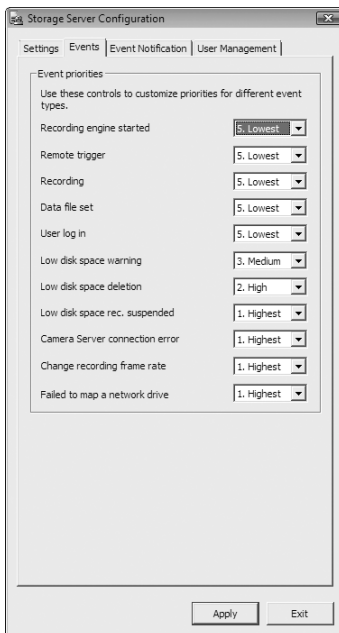 Storage Server Configuration
Settings Events Event Notification User Management
Event priorities
Use these controls to customize priorities for different event
types.
Recording engine started 5. Lowest
Remote trigger 5. Lowest
Recording 5. Lowest
Data file set 5. Lowest
User log in 5. Lowest
Low disk space warning 3. Medium
Low disk space deletion 2. High
Low disk space rec. suspended 1. Highest
Camera Server connection error 1. Highest
Change recording frame rate 1. Highest
Failed to map a network drive 1. Highest
Apply Exit